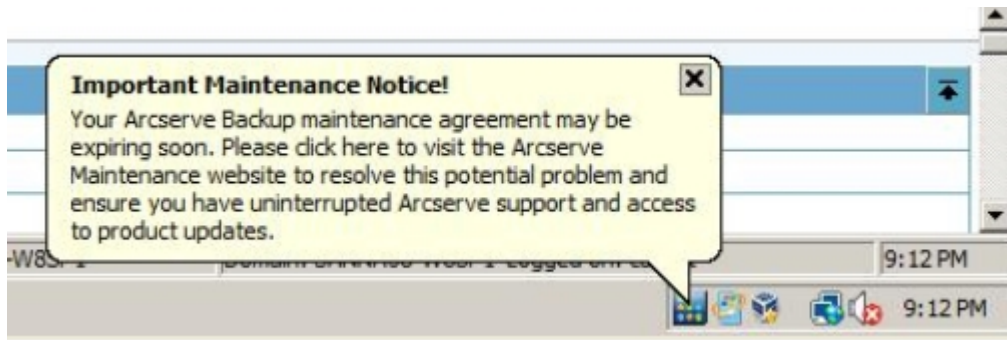 Important Maintenance Notice!
Your Arcserve Backup maintenance agreement may be
expiring soon. Please click here to visit the Arcserve
Maintenance website to resolve this potential problem and
ensure you have uninterrupted Arcserve support and access
to product updates.
9:12 PM
9:12 PM